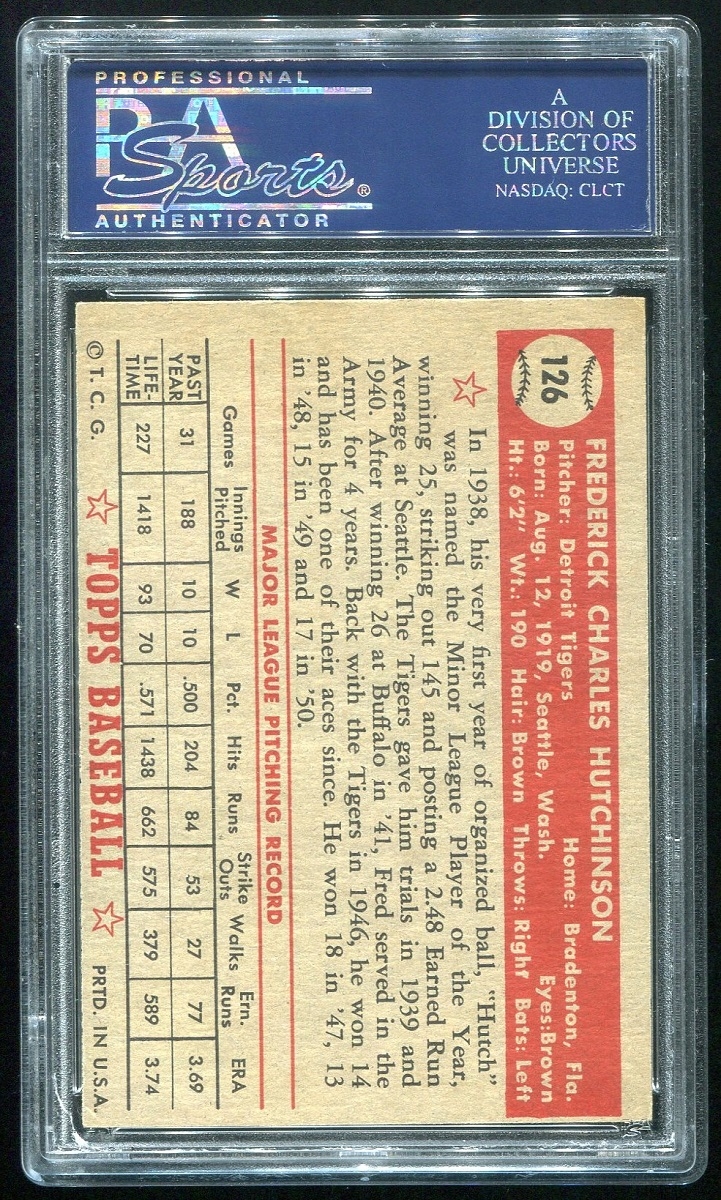 PROFESSIONAL
PSA
Sports®
AUTHENTICATOR
A
DIVISION OF
COLLECTORS
UNIVERSE
NASDAQ: CLCT
126
FREDERICK CHARLES HUTCHINSON
Pitcher: Detroit Tigers Home: Bradenton, Fla.
Born: Aug. 12, 1919, Seattle, Wash. Eyes:Brown
Ht.: 6'2" Wt.: 190 Hair: Brown Throws: Right Bats: Left
In 1938, his very first year of organized ball, "Hutch"
was named the Minor League Player of the Year,
winning 25, striking out 145 and posting a 2.48 Earned Run
Average at Seattle. The Tigers gave him trials in 1939 and
1940. After winning 26 at Buffalo in '41, Fred served in the
Army for 4 years. Back with the Tigers in 1946, he won 14
and has been one of their aces since. He won 18 in '47, 13
in '48, 15 in '49 and 17 in '50.
MAJOR LEAGUE PITCHING RECORD
Games Innings Pitched W L Pct. Hits Runs Strike Outs Walks Ern. Runs ERA
PAST YEAR 31 188 10 10 .500 204 84 53 27 77 3.69
LIFE-TIME 227 1418 93 70 .571 1438 662 575 379 589 3.74
© T. C. G. TOPPS BASEBALL PRTD. IN U.S.A.